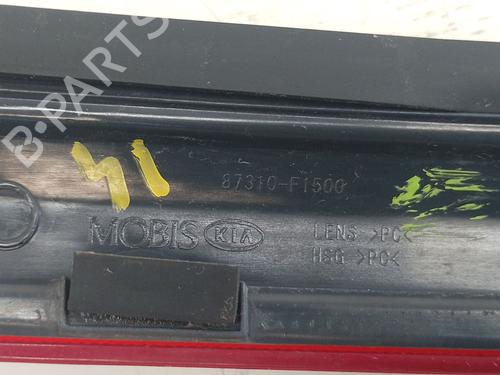 B-PARTS
41
87310-F1500
MOBIS KIA
LENS >PC<
HSG >PC<